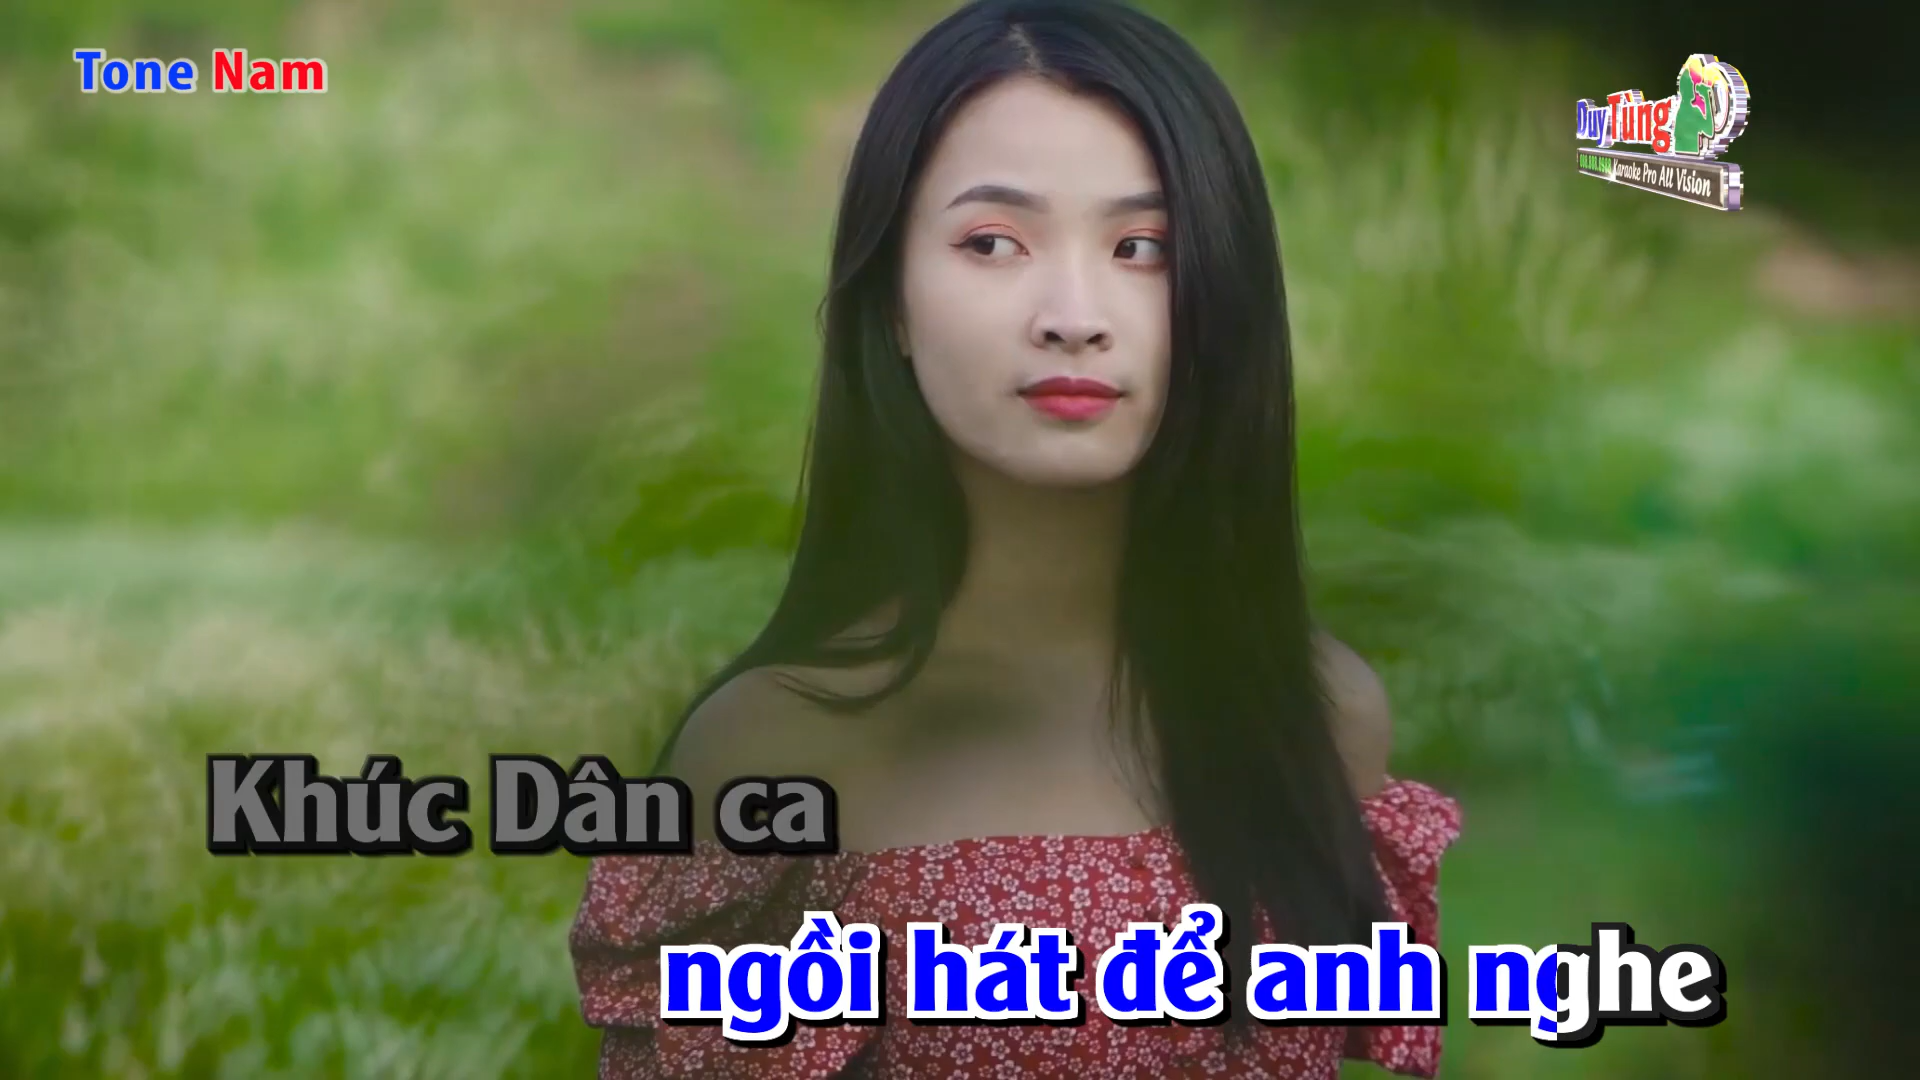 Tone Nam
Duy Tùng
Karaoke Pro All Vision
Khúc Dân ca
ngồi hát để anh nghe